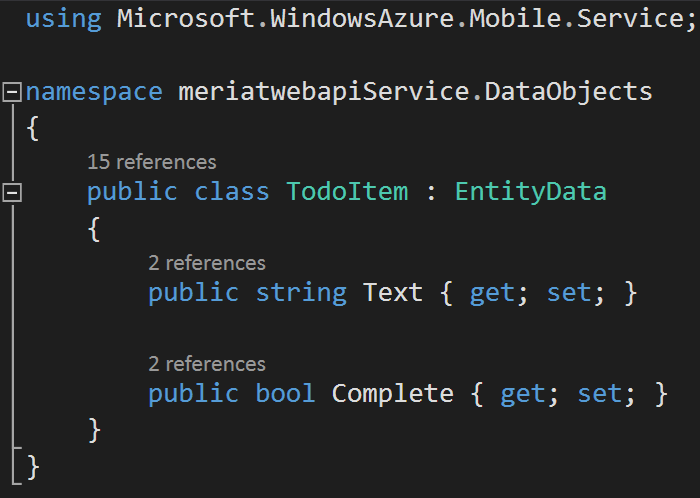 using Microsoft.WindowsAzure.Mobile.Service;
namespace meriatwebapiService.DataObjects
{
15 references
public class TodoItem : EntityData
{
2 references
public string Text { get; set; }
2 references
public bool Complete { get; set; }
}
}